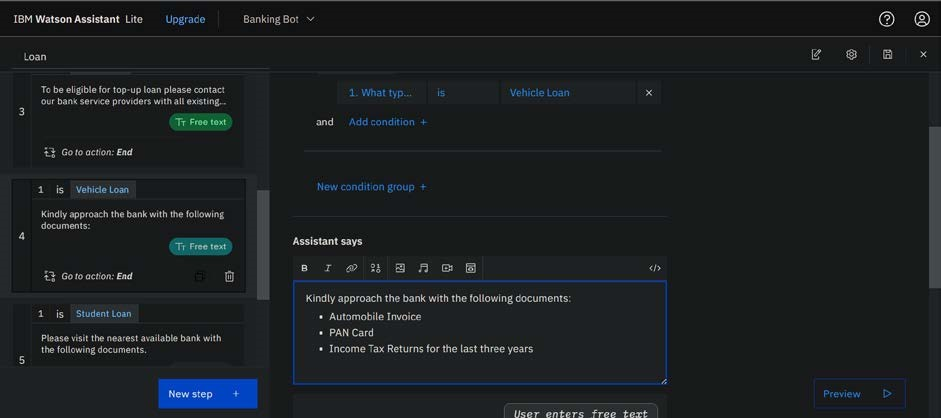 IBM Watson Assistant Lite Upgrade Banking Bot
Loan
3
To be eligible for top-up loan please contact
our bank service providers with all existing...
Free text
Go to action: End
1 is Vehicle Loan
4
Kindly approach the bank with the following
documents:
Free text
Go to action: End
1 is Student Loan
5
Please visit the nearest available bank with
the following documents.
New step +
1. What typ... is Vehicle Loan ×
and Add condition +
New condition group +
Assistant says
B I </>
Kindly approach the bank with the following documents:
• Automobile Invoice
• PAN Card
• Income Tax Returns for the last three years
User enters free text
Preview